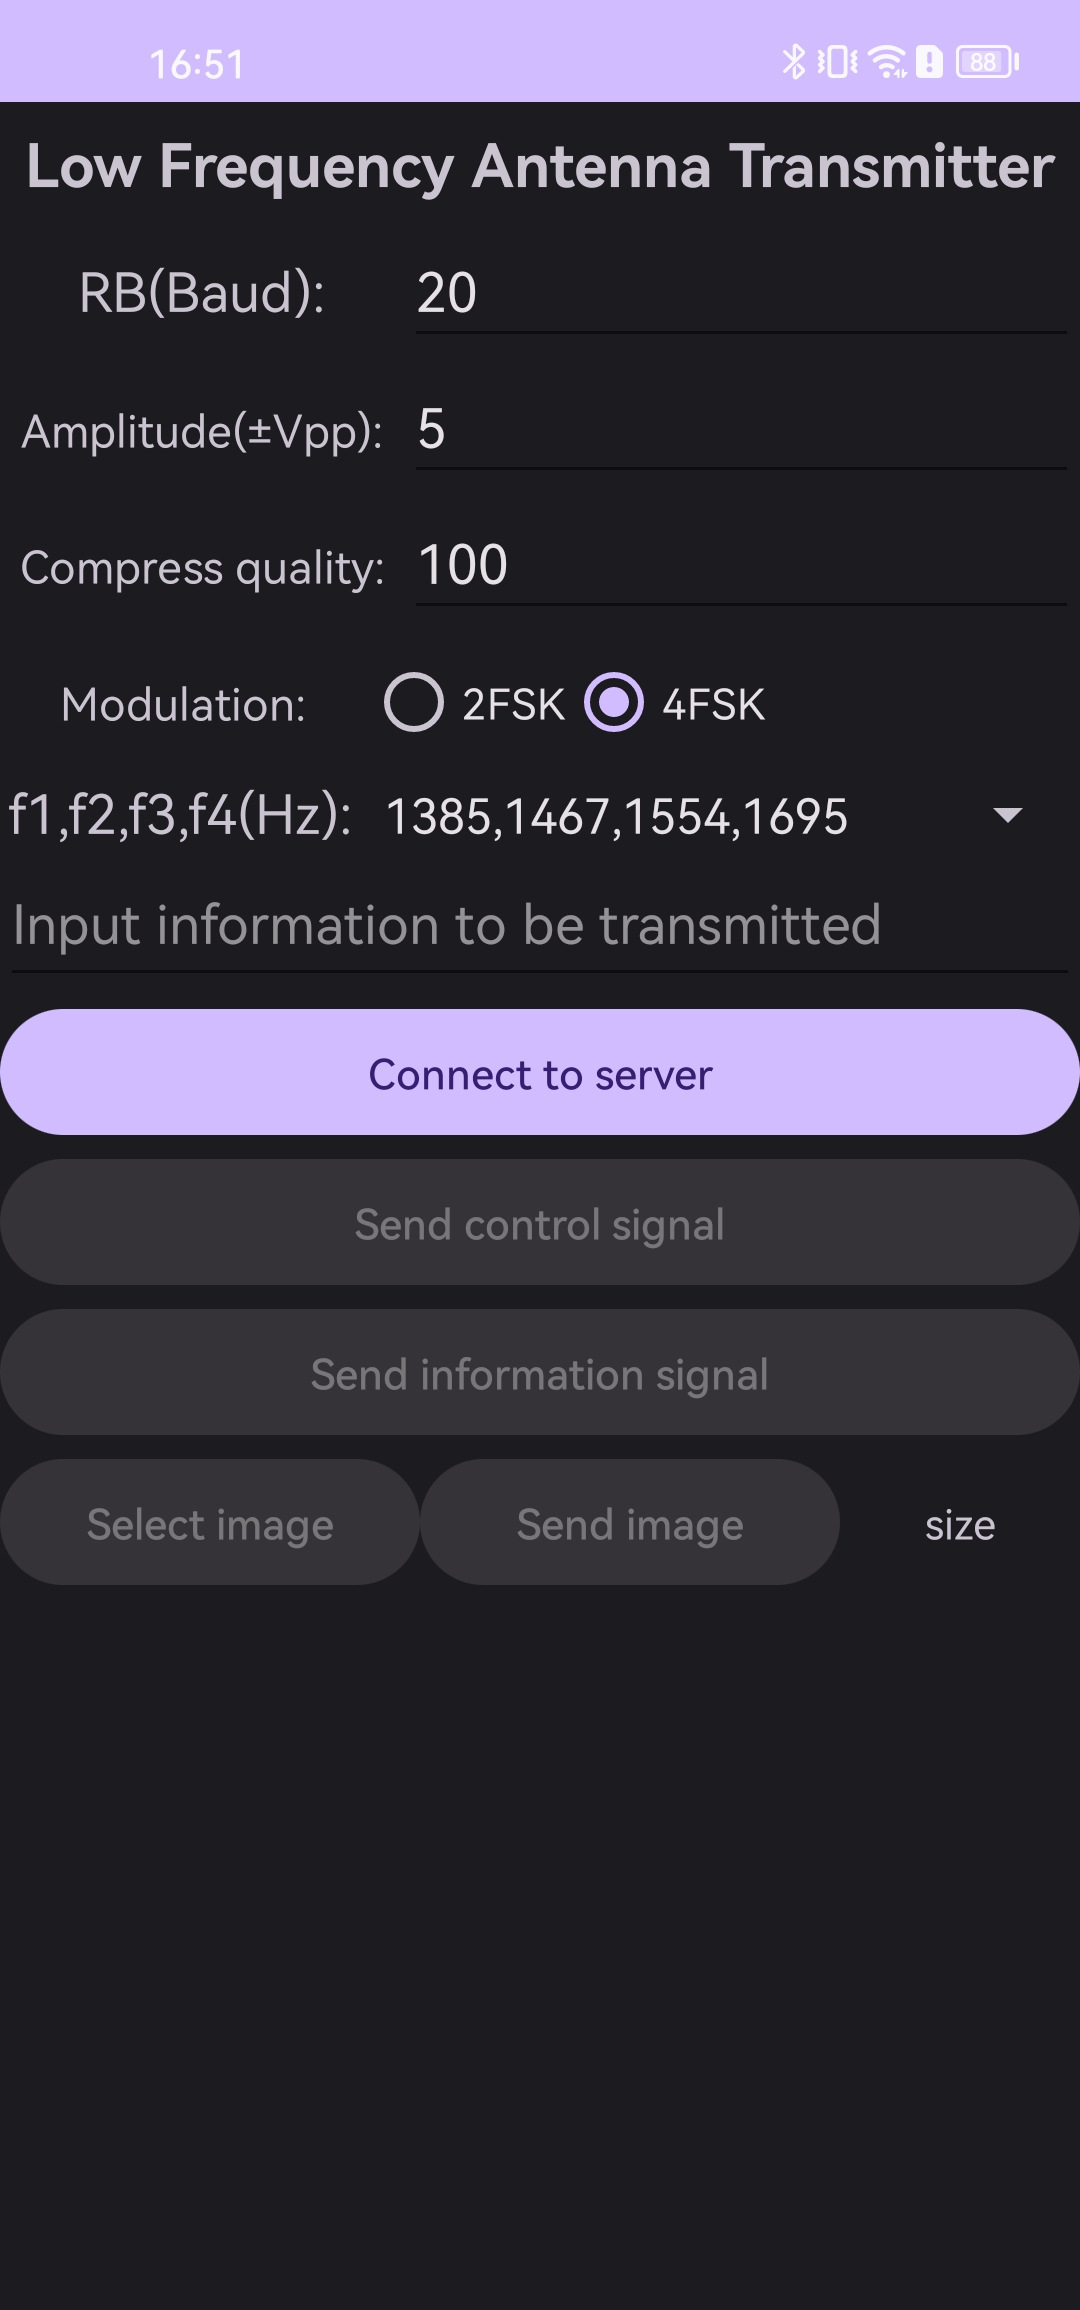 16:51 88
Low Frequency Antenna Transmitter
RB(Baud): 20
Amplitude(±Vpp): 5
Compress quality: 100
Modulation: 2FSK 4FSK
f1,f2,f3,f4(Hz): 1385,1467,1554,1695
Input information to be transmitted
Connect to server
Send control signal
Send information signal
Select image Send image size